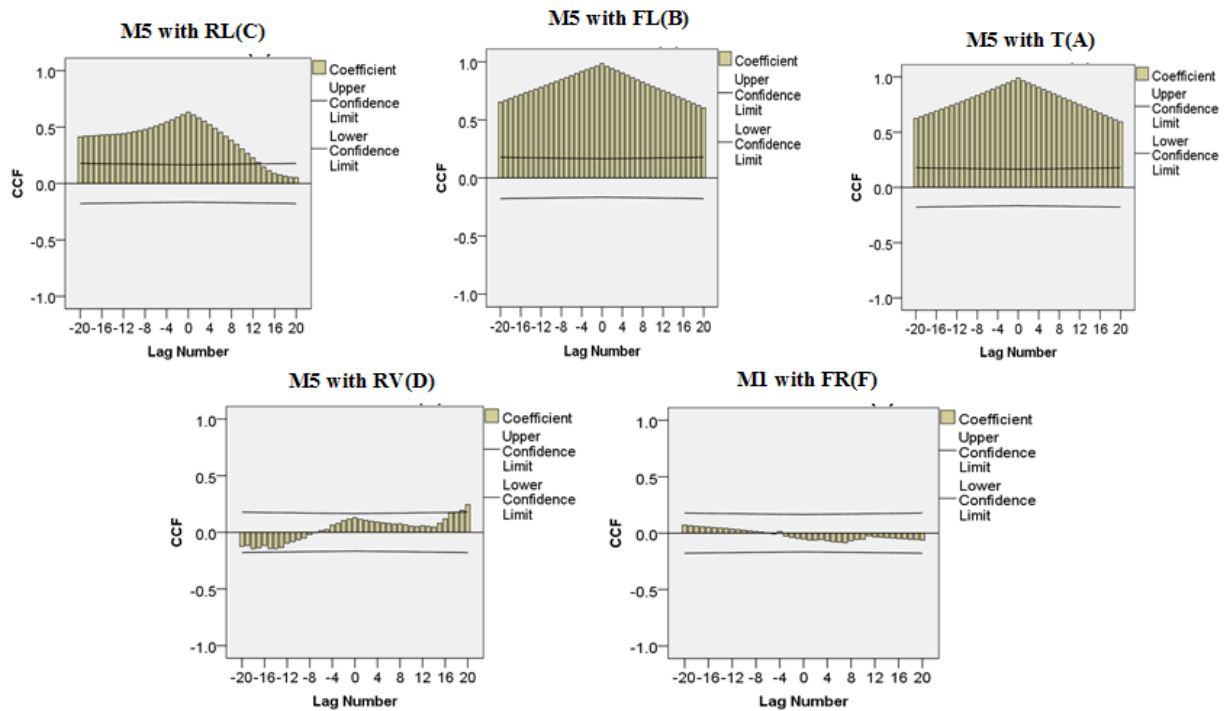 M5 with RL(C)
1.0
0.5
0.0
-0.5
-1.0
CCF
-20 -16 -12 -8 -4 0 4 8 12 16 20
Lag Number
Coefficient
Upper
Confidence
Limit
Lower
Confidence
Limit
M5 with FL(B)
1.0
0.5
0.0
-0.5
-1.0
CCF
-20 -16 -12 -8 -4 0 4 8 12 16 20
Lag Number
Coefficient
Upper
Confidence
Limit
Lower
Confidence
Limit
M5 with T(A)
1.0
0.5
0.0
-0.5
-1.0
CCF
-20 -16 -12 -8 -4 0 4 8 12 16 20
Lag Number
Coefficient
Upper
Confidence
Limit
Lower
Confidence
Limit
M5 with RV(D)
1.0
0.5
0.0
-0.5
-1.0
CCF
-20 -16 -12 -8 -4 0 4 8 12 16 20
Lag Number
Coefficient
Upper
Confidence
Limit
Lower
Confidence
Limit
M1 with FR(F)
1.0
0.5
0.0
-0.5
-1.0
CCF
-20 -16 -12 -8 -4 0 4 8 12 16 20
Lag Number
Coefficient
Upper
Confidence
Limit
Lower
Confidence
Limit